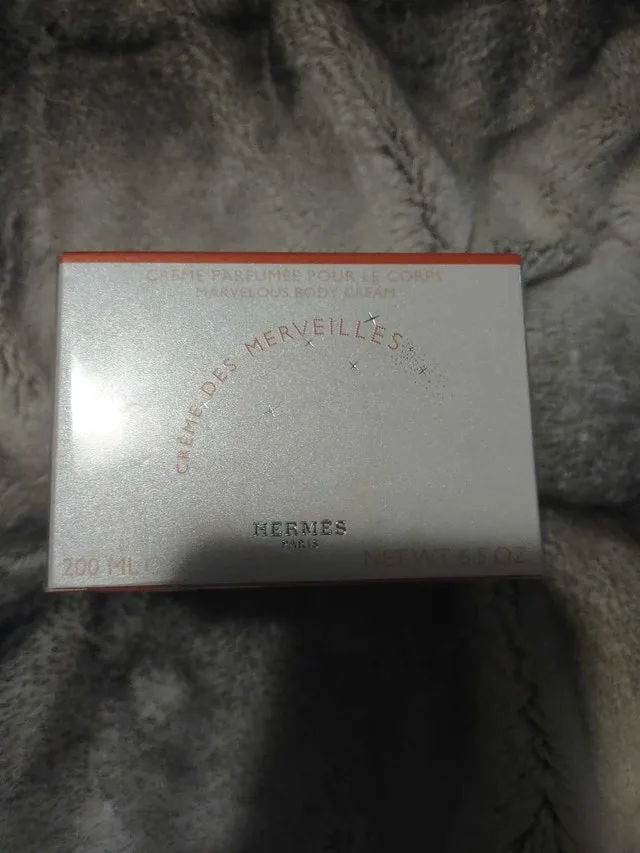 CRÈME PARFUMÉE POUR LE CORPS
MARVELOUS BODY CREAM
CRÈME DES MERVEILLES
HERMÈS
PARIS
200 ML
NET WT. 6.5 OZ